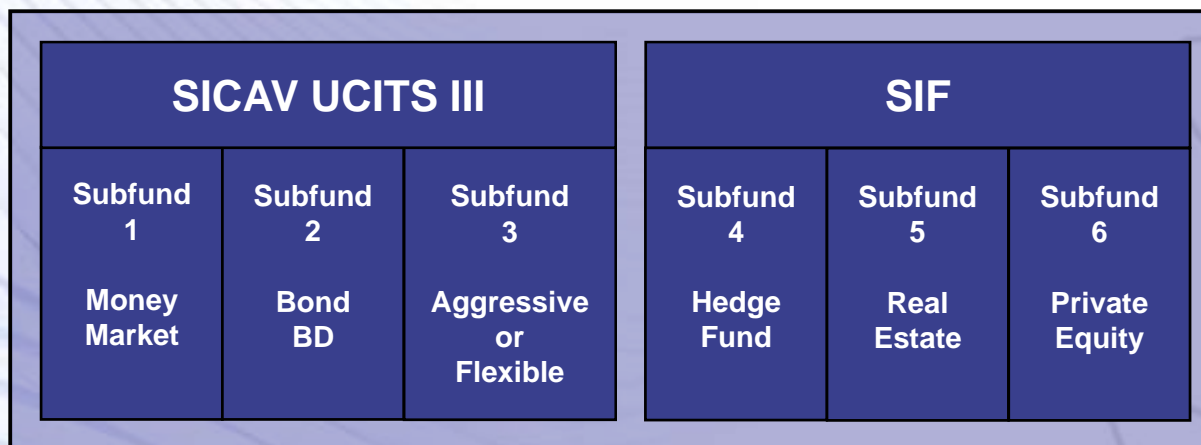 SICAV UCITS III
Subfund
1
Money
Market
Subfund
2
Bond
BD
Subfund
3
Aggressive
or
Flexible
SIF
Subfund
4
Hedge
Fund
Subfund
5
Real
Estate
Subfund
6
Private
Equity